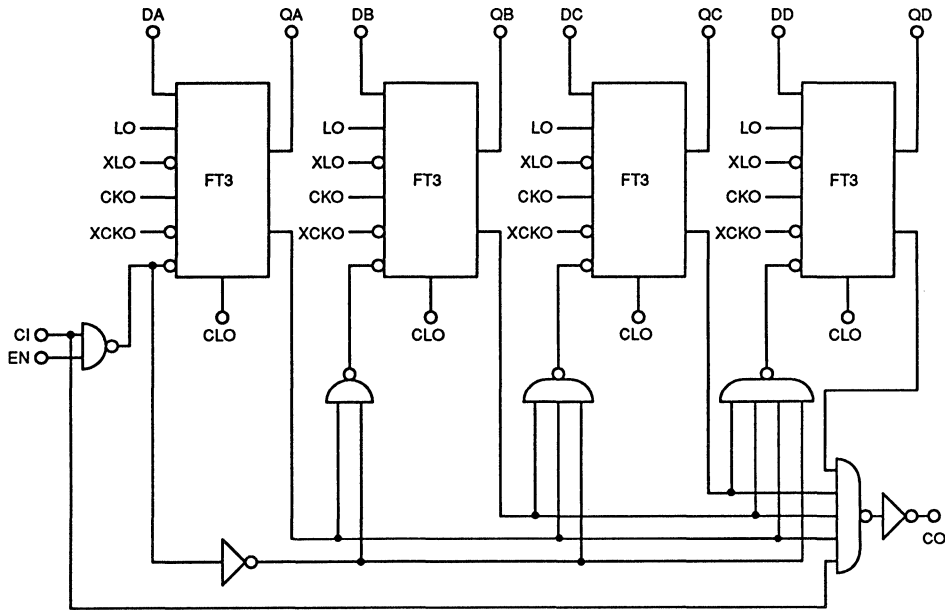 DA QA DB QB DC QC DD QD
LO LO LO LO
XLO XLO XLO XLO
FT3 FT3 FT3 FT3
CKO CKO CKO CKO
XCKO XCKO XCKO XCKO
CI CLO CLO CLO CLO
EN
CO